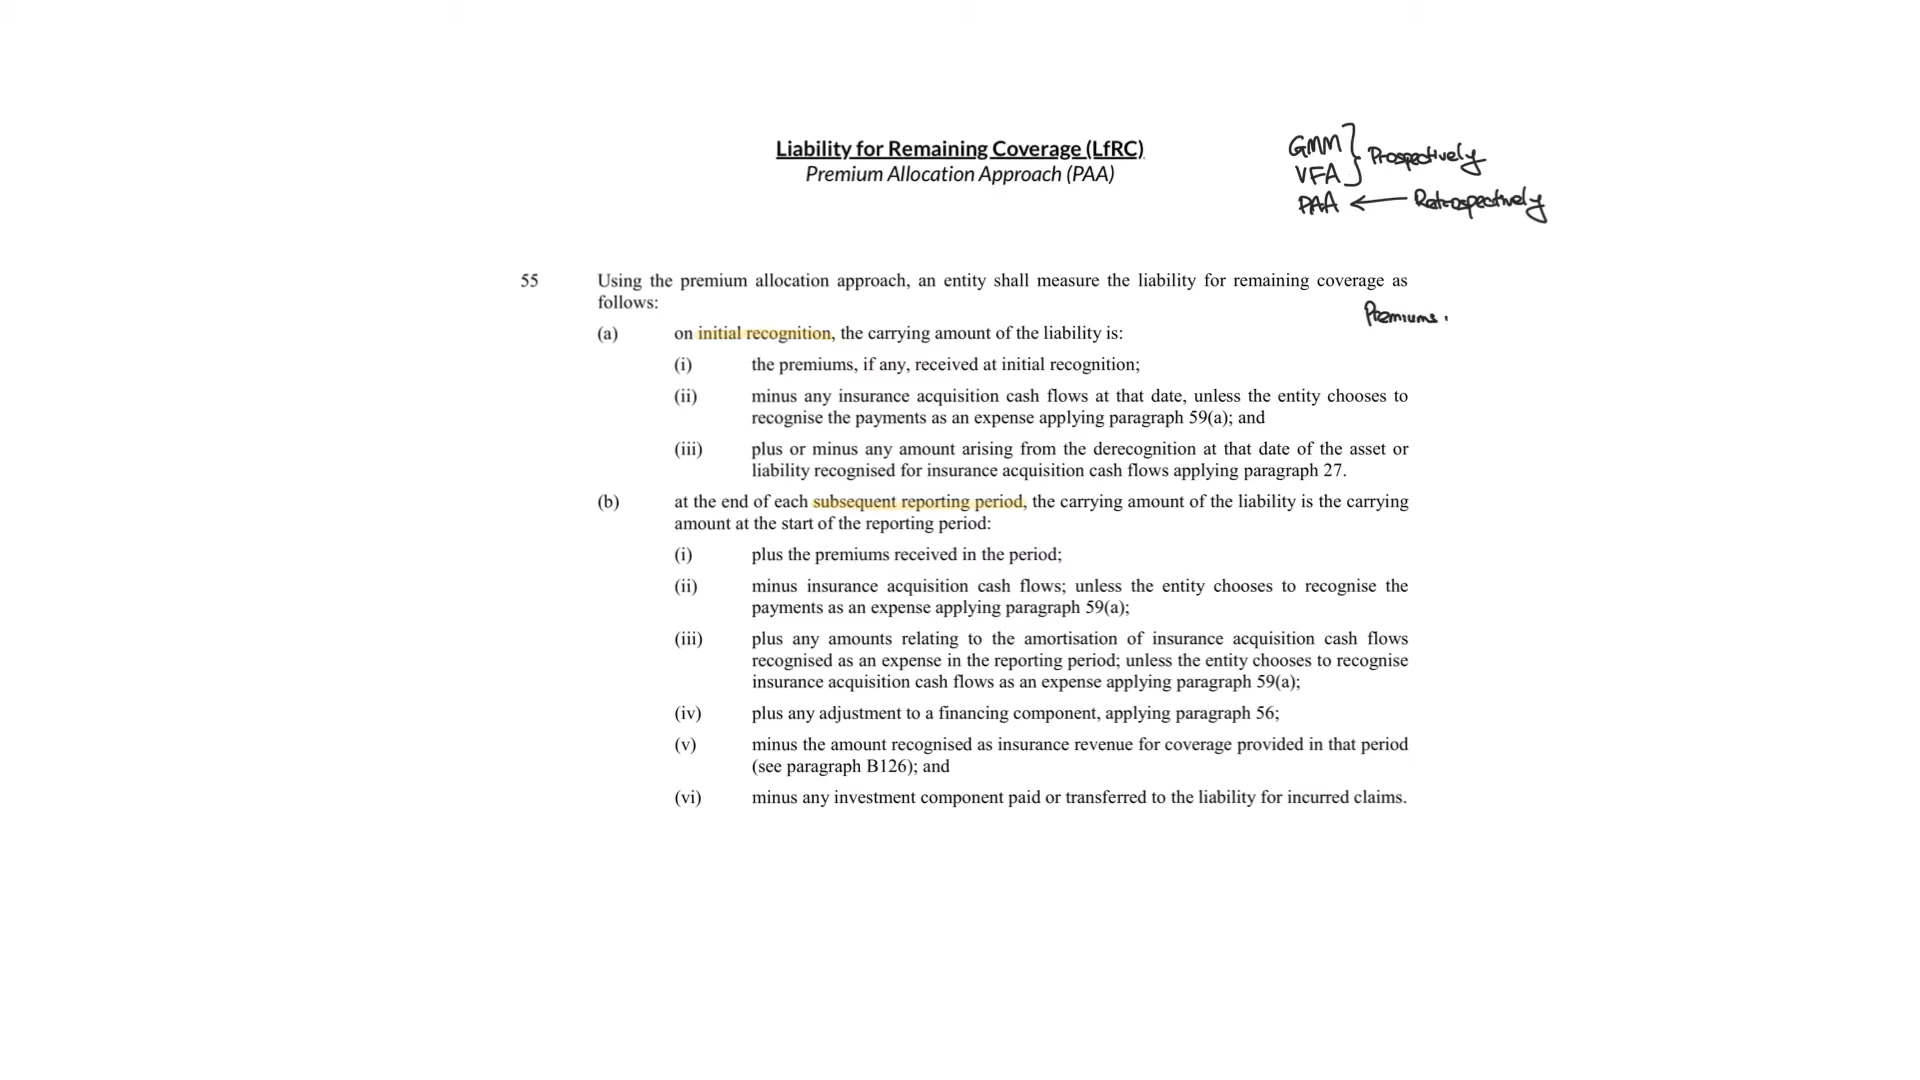 Liability for Remaining Coverage (LfRC)
Premium Allocation Approach (PAA)
GMM
VFA
Prospectively
PAA ← Retrospectively
55 Using the premium allocation approach, an entity shall measure the liability for remaining coverage as
follows:
Premiums.
(a) on initial recognition, the carrying amount of the liability is:
(i) the premiums, if any, received at initial recognition;
(ii) minus any insurance acquisition cash flows at that date, unless the entity chooses to
recognise the payments as an expense applying paragraph 59(a); and
(iii) plus or minus any amount arising from the derecognition at that date of the asset or
liability recognised for insurance acquisition cash flows applying paragraph 27.
(b) at the end of each subsequent reporting period, the carrying amount of the liability is the carrying
amount at the start of the reporting period:
(i) plus the premiums received in the period;
(ii) minus insurance acquisition cash flows; unless the entity chooses to recognise the
payments as an expense applying paragraph 59(a);
(iii) plus any amounts relating to the amortisation of insurance acquisition cash flows
recognised as an expense in the reporting period; unless the entity chooses to recognise
insurance acquisition cash flows as an expense applying paragraph 59(a);
(iv) plus any adjustment to a financing component, applying paragraph 56;
(v) minus the amount recognised as insurance revenue for coverage provided in that period
(see paragraph B126); and
(vi) minus any investment component paid or transferred to the liability for incurred claims.